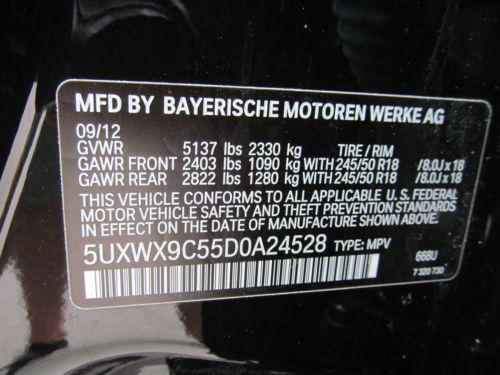 MFD BY BAYERISCHE MOTOREN WERKE AG
09/12
GVWR 5137 lbs 2330 kg TIRE / RIM
GAWR FRONT 2403 lbs 1090 kg WITH 245/50 R18 /8.0J x 18
GAWR REAR 2822 lbs 1280 kg WITH 245/50 R18 /8.0J x 18
THIS VEHICLE CONFORMS TO ALL APPLICABLE U. S. FEDERAL
MOTOR VEHICLE SAFETY AND THEFT PREVENTION STANDARDS
IN EFFECT ON THE DATE OF MANUFACTURE SHOWN ABOVE.
5UXWX9C55D0A24528 TYPE: MPV
668U
7 320 730